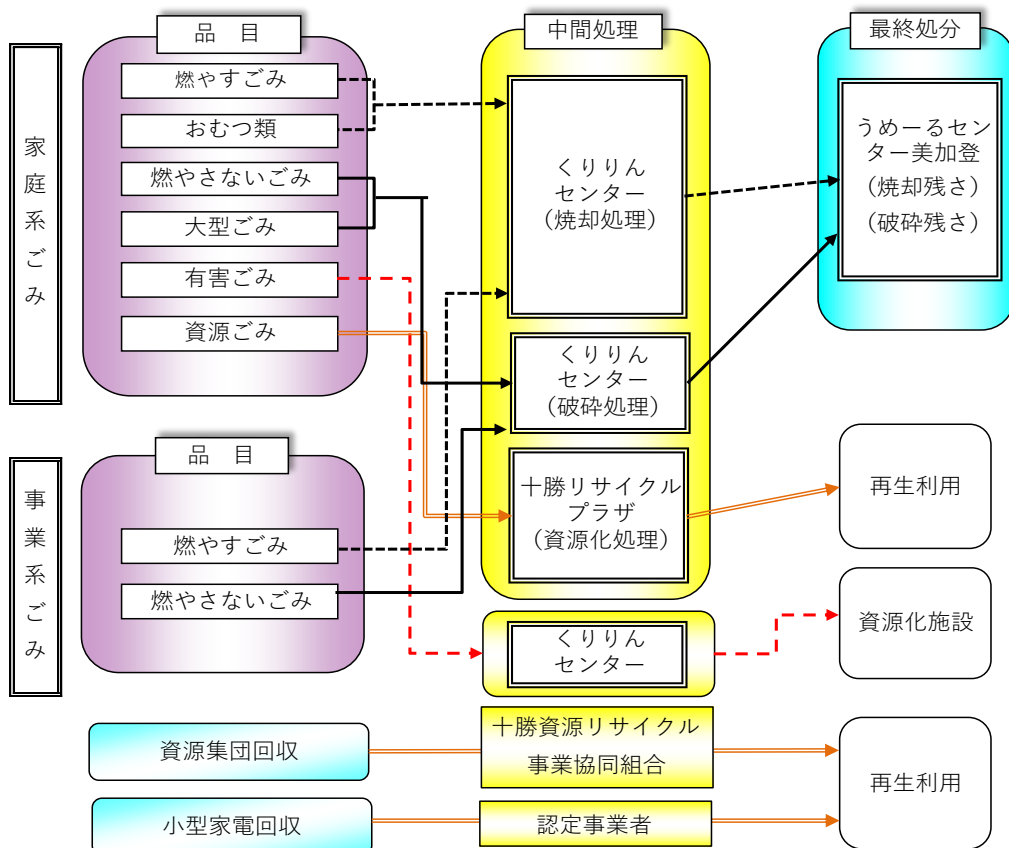 品　目
中間処理
最終処分
家庭系ごみ
燃やすごみ
おむつ類
燃やさないごみ
大型ごみ
有害ごみ
資源ごみ
くりりん
センター
（焼却処理）
うめーるセン
ター美加登
（焼却残さ）
（破砕残さ）
くりりん
センター
（破砕処理）
事業系ごみ
品　目
燃やすごみ
燃やさないごみ
十勝リサイクル
プラザ
（資源化処理）
再生利用
くりりん
センター
資源化施設
資源集団回収
十勝資源リサイクル
事業協同組合
再生利用
小型家電回収
認定事業者